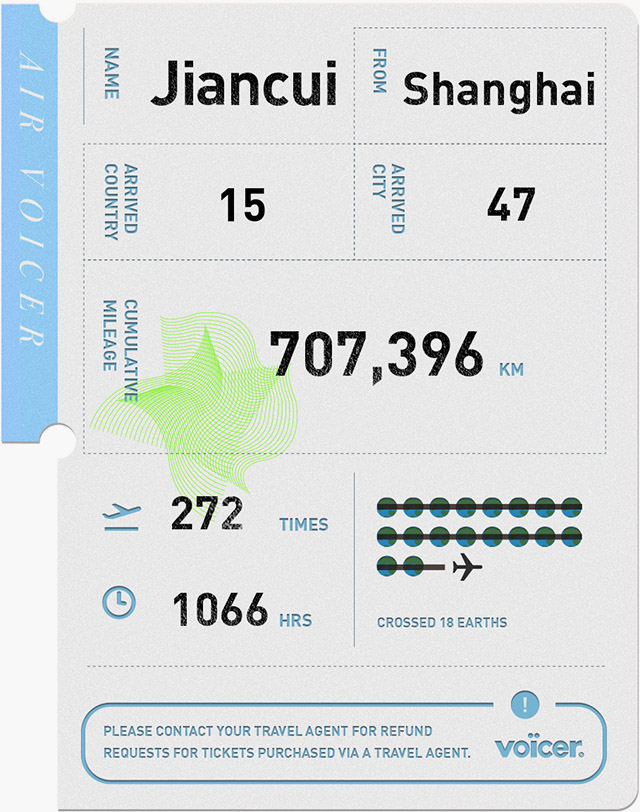 AIR VOICER
NAME
Jiancui
FROM
Shanghai
ARRIVED
COUNTRY
15
ARRIVED
CITY
47
CUMULATIVE
MILEAGE
707,396 KM
272 TIMES
1066 HRS
CROSSED 18 EARTHS
!
PLEASE CONTACT YOUR TRAVEL AGENT FOR REFUND
REQUESTS FOR TICKETS PURCHASED VIA A TRAVEL AGENT.
voïcer.